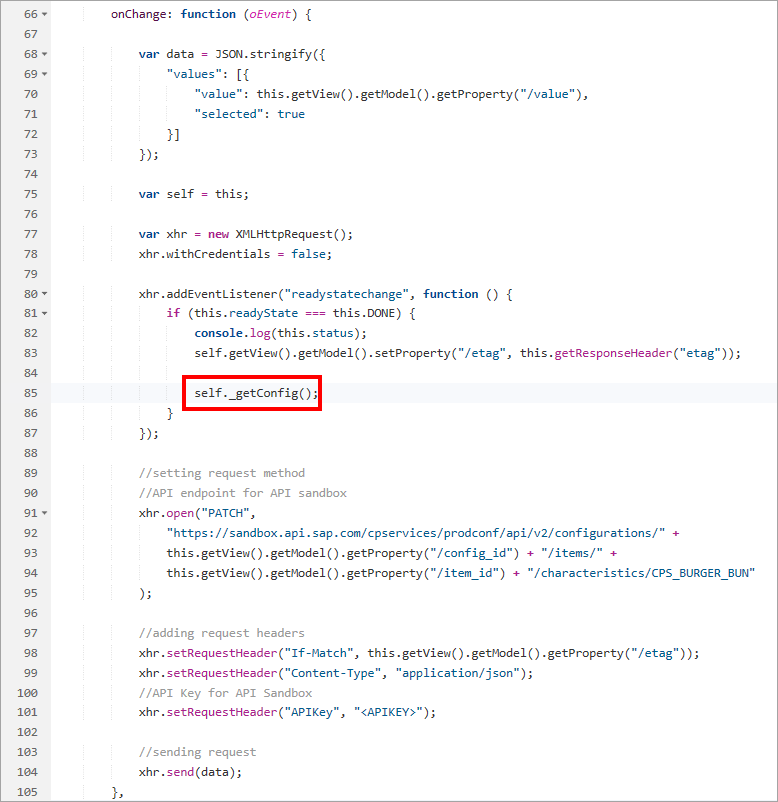 66 onChange: function (oEvent) {
67
68 var data = JSON.stringify({
69 "values": [{
70 "value": this.getView().getModel().getProperty("/value"),
71 "selected": true
72 }]
73 });
74
75 var self = this;
76
77 var xhr = new XMLHttpRequest();
78 xhr.withCredentials = false;
79
80 xhr.addEventListener("readystatechange", function () {
81 if (this.readyState === this.DONE) {
82 console.log(this.status);
83 self.getView().getModel().setProperty("/etag", this.getResponseHeader("etag"));
84
85 self._getConfig();
86 }
87 });
88
89 //setting request method
90 //API endpoint for API sandbox
91 xhr.open("PATCH",
92 "https://sandbox.api.sap.com/cpservices/prodconf/api/v2/configurations/" +
93 this.getView().getModel().getProperty("/config_id") + "/items/" +
94 this.getView().getModel().getProperty("/item_id") + "/characteristics/CPS_BURGER_BUN"
95 );
96
97 //adding request headers
98 xhr.setRequestHeader("If-Match", this.getView().getModel().getProperty("/etag"));
99 xhr.setRequestHeader("Content-Type", "application/json");
100 //API Key for API Sandbox
101 xhr.setRequestHeader("APIKey", "<APIKEY>");
102
103 //sending request
104 xhr.send(data);
105 },